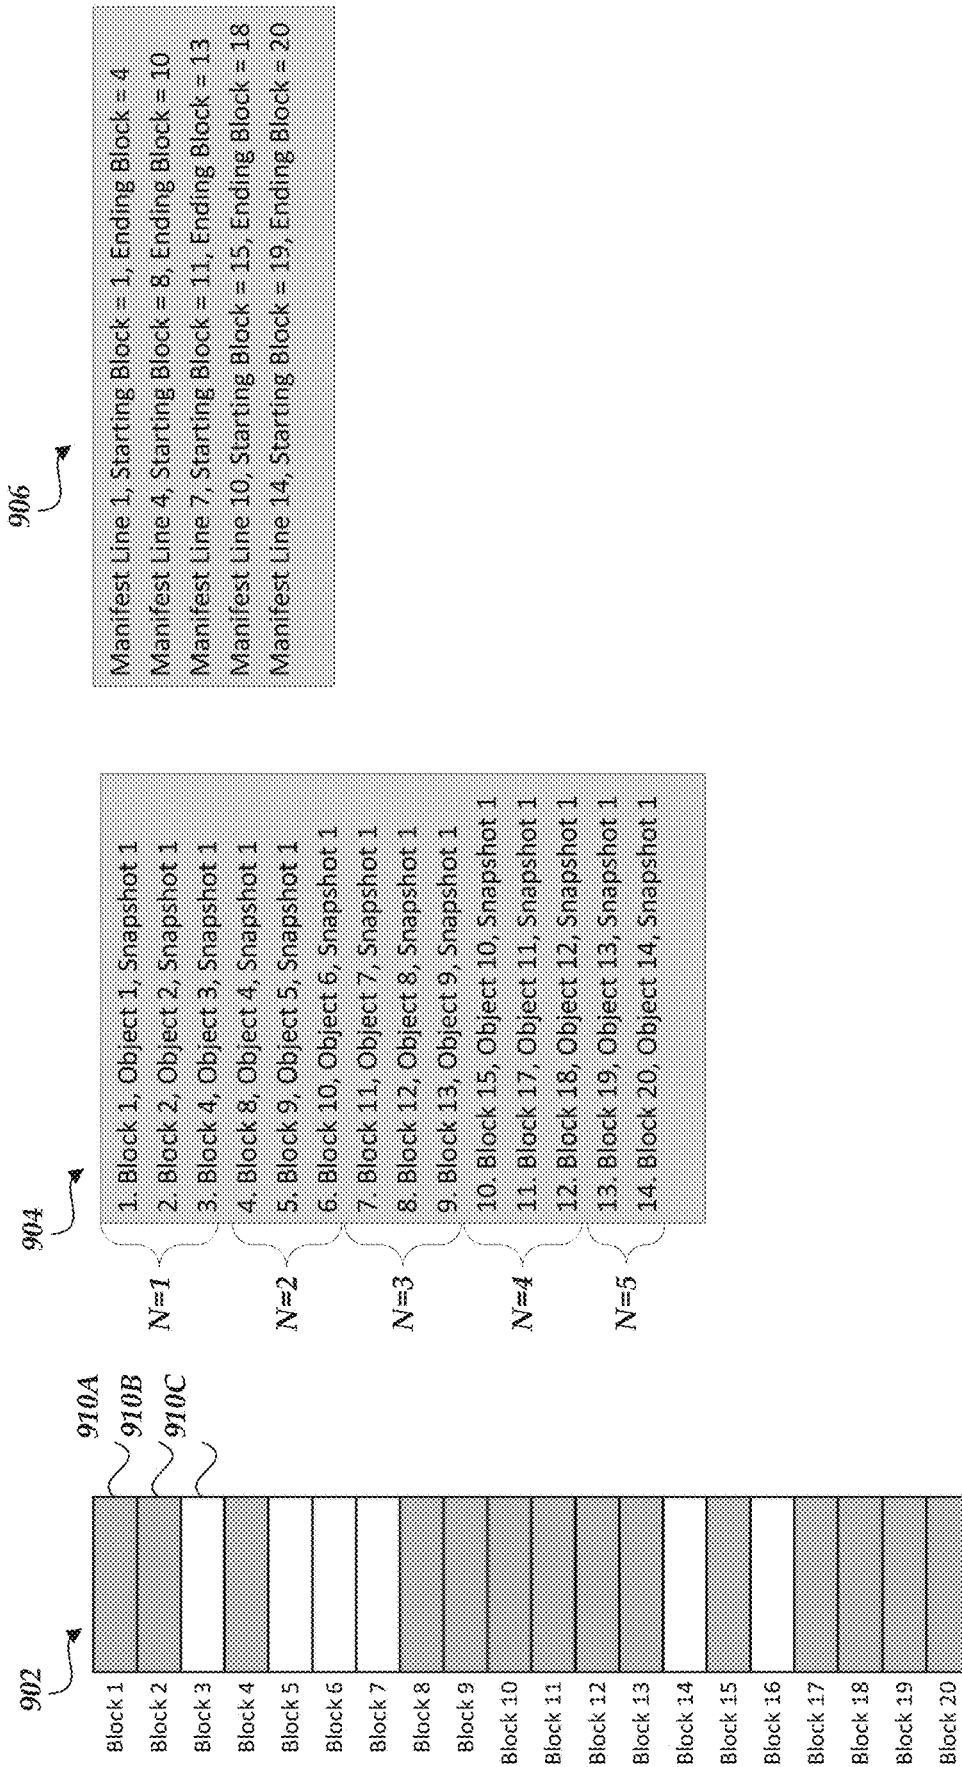 902
910A
910B
910C
Block 1
Block 2
Block 3
Block 4
Block 5
Block 6
Block 7
Block 8
Block 9
Block 10
Block 11
Block 12
Block 13
Block 14
Block 15
Block 16
Block 17
Block 18
Block 19
Block 20
904
N=1
N=2
N=3
N=4
N=5
1. Block 1, Object 1, Snapshot 1
2. Block 2, Object 2, Snapshot 1
3. Block 4, Object 3, Snapshot 1
4. Block 8, Object 4, Snapshot 1
5. Block 9, Object 5, Snapshot 1
6. Block 10, Object 6, Snapshot 1
7. Block 11, Object 7, Snapshot 1
8. Block 12, Object 8, Snapshot 1
9. Block 13, Object 9, Snapshot 1
10. Block 15, Object 10, Snapshot 1
11. Block 17, Object 11, Snapshot 1
12. Block 18, Object 12, Snapshot 1
13. Block 19, Object 13, Snapshot 1
14. Block 20, Object 14, Snapshot 1
906
Manifest Line 1, Starting Block = 1, Ending Block = 4
Manifest Line 4, Starting Block = 8, Ending Block = 10
Manifest Line 7, Starting Block = 11, Ending Block = 13
Manifest Line 10, Starting Block = 15, Ending Block = 18
Manifest Line 14, Starting Block = 19, Ending Block = 20